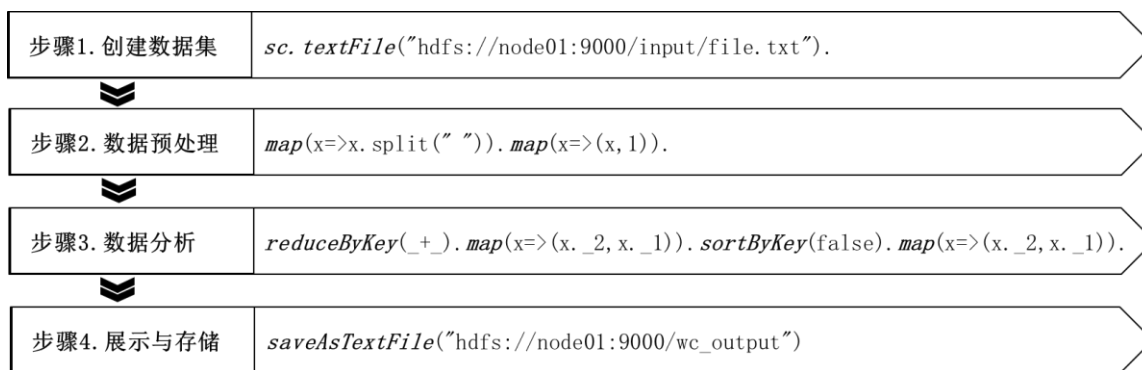 步骤1.创建数据集 sc.textFile("hdfs://node01:9000/input/file.txt").
步骤2.数据预处理 map(x=>x.split(" ")).map(x=>(x,1)).
步骤3.数据分析 reduceByKey(_+_).map(x=>(x._2,x._1)).sortByKey(false).map(x=>(x._2,x._1)).
步骤4.展示与存储 saveAsTextFile("hdfs://node01:9000/wc_output")